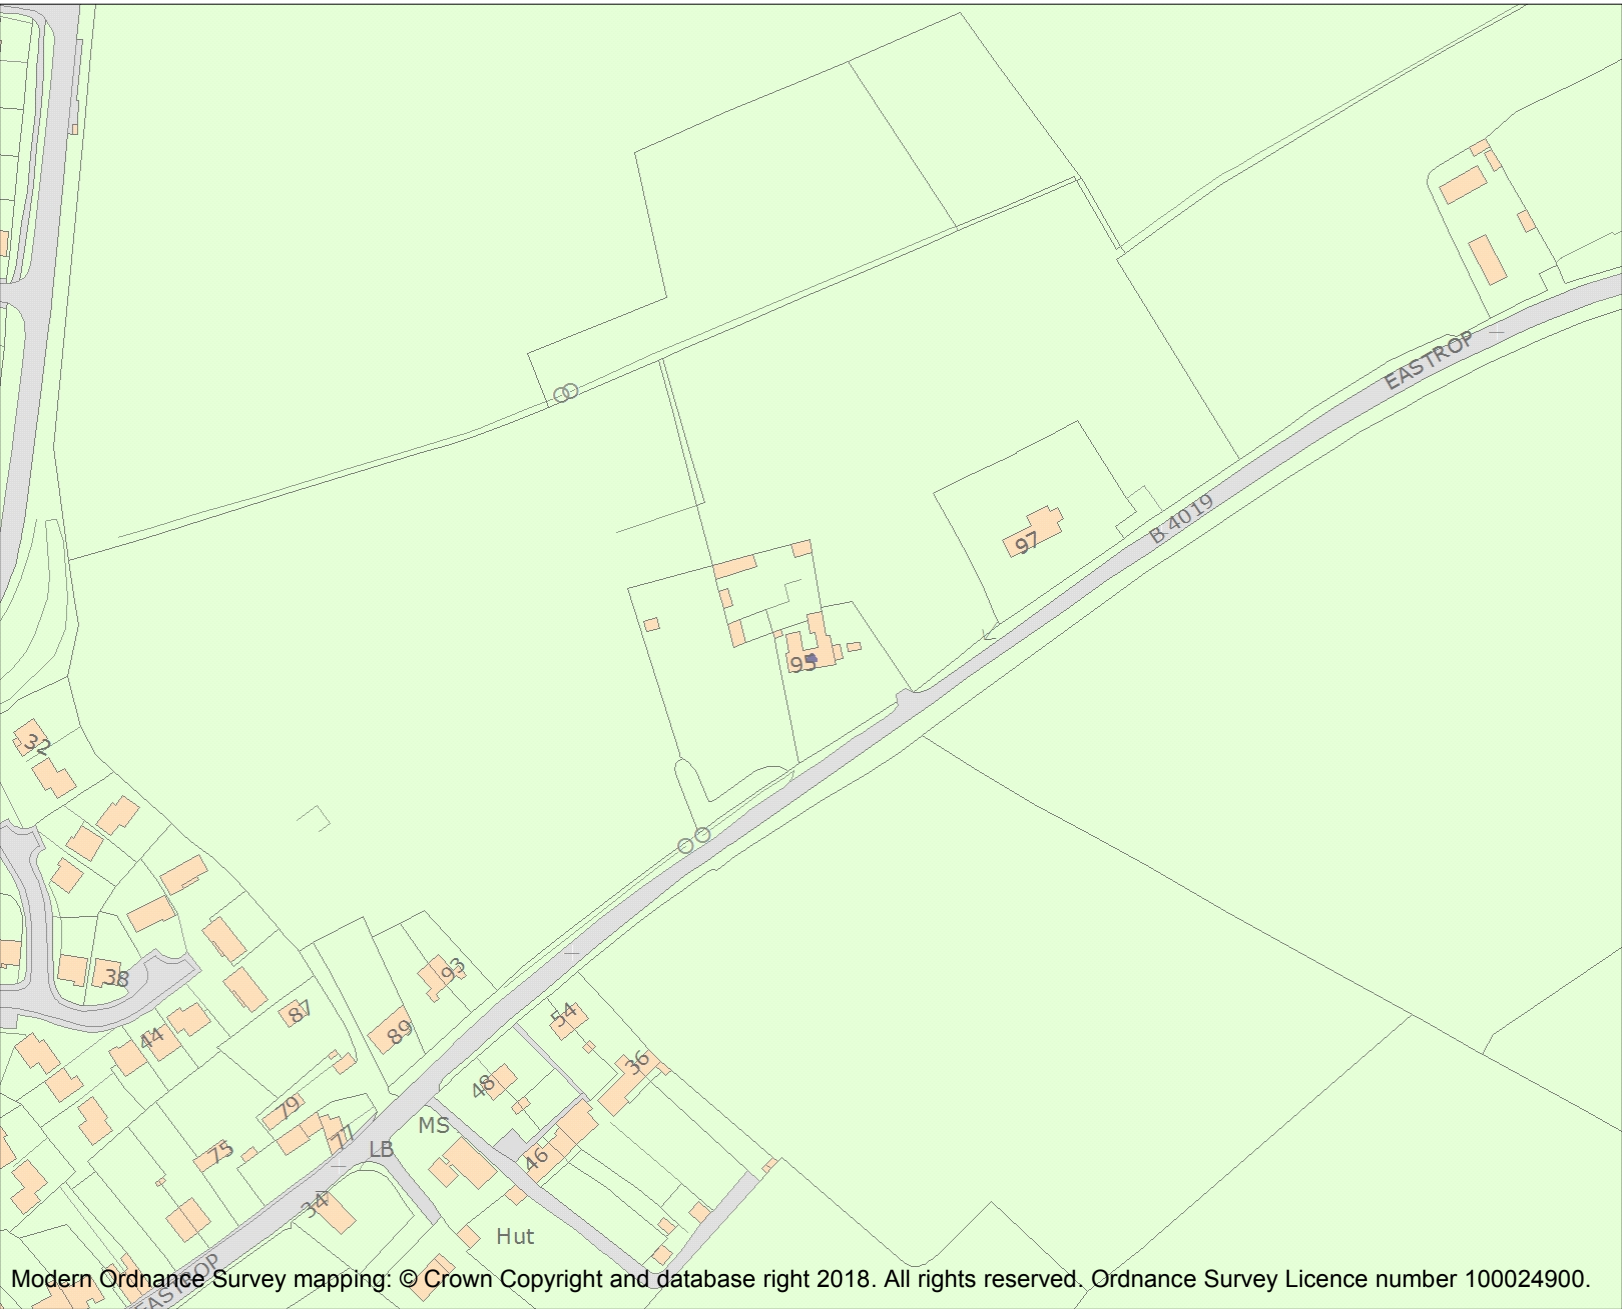 EASTROP
B 4019
97
95
32
93
38
87
54
89
44
36
48
79
MS
77
LB
75
46
34
Hut
EASTROP
Modern Ordnance Survey mapping: © Crown Copyright and database right 2018. All rights reserved. Ordnance Survey Licence number 100024900.